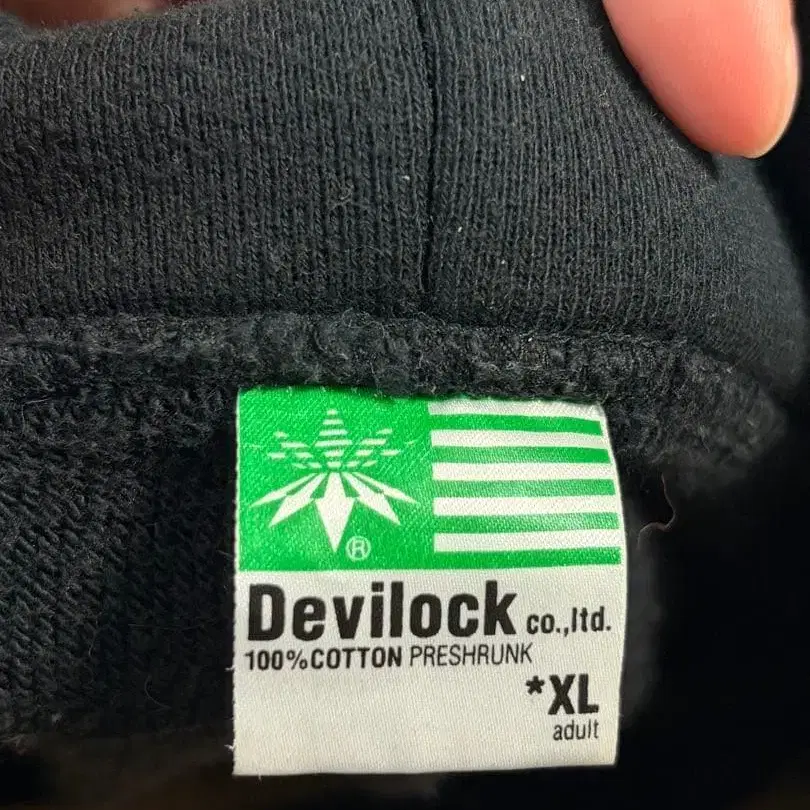 ®
Devilock co.,ltd.
100%COTTON PRESHRUNK
*XL
adult